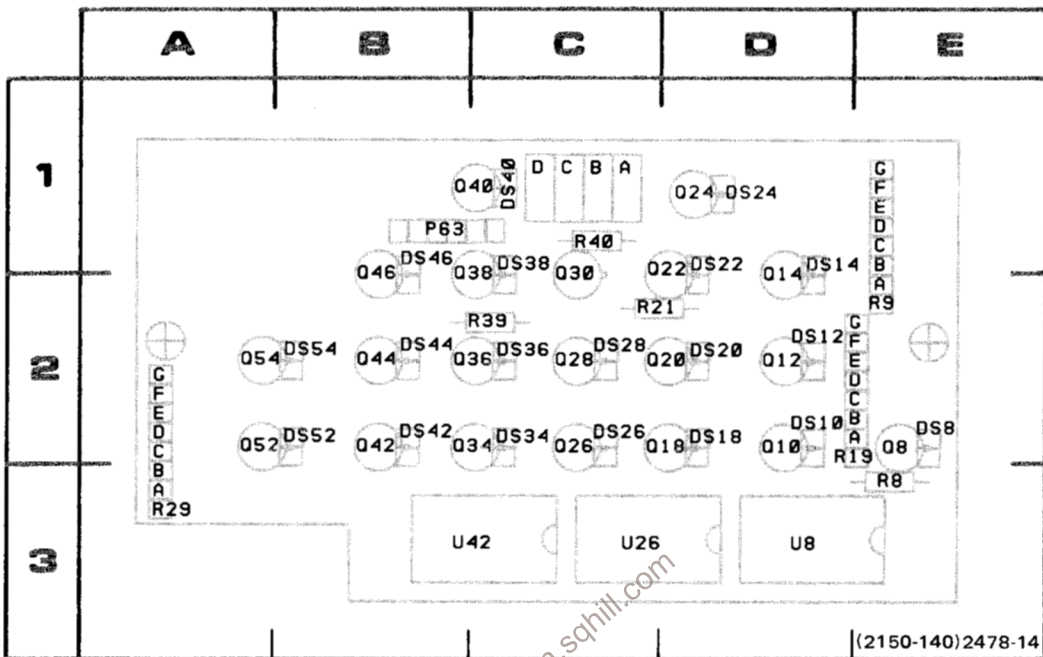 A B C D E
1
2
3
Q40 DS40 D C B A Q24 DS24
P63
R40
Q46 DS46 Q38 DS38 Q30 Q22 DS22 Q14 DS14
G
F
E
D
C
B
A
R9
R39 R21
Q54 DS54 Q44 DS44 Q36 DS36 Q28 DS28 Q20 DS20 Q12 DS12
G
F
E
D
C
B
A
R19
Q52 DS52 Q42 DS42 Q34 DS34 Q26 DS26 Q18 DS18 Q10 DS10 Q8 DS8
R8
G
F
E
D
C
B
A
R29
U42 U26 U8
(2150-140)2478-14